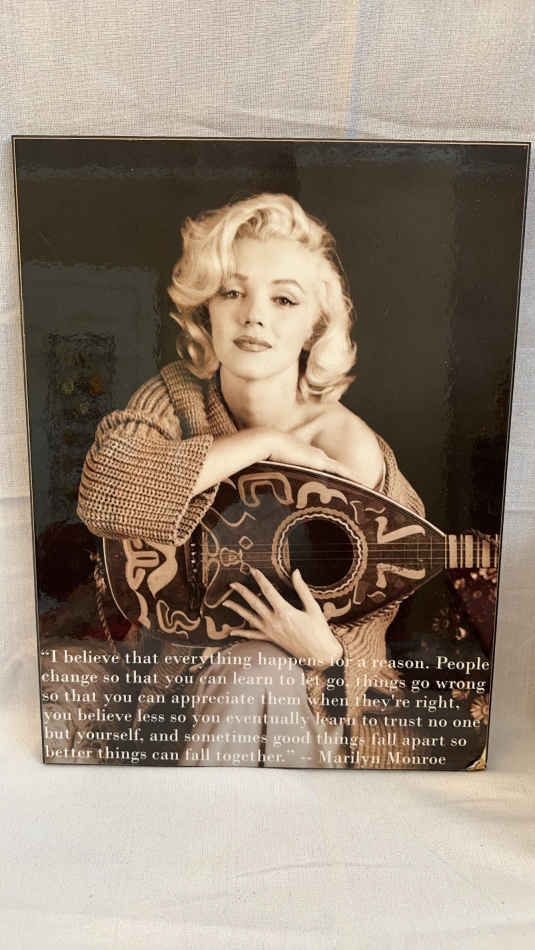 “I believe that everything happens for a reason. People
change so that you can learn to let go, things go wrong
so that you can appreciate them when they're right,
you believe less so you eventually learn to trust no one
but yourself, and sometimes good things fall apart so
better things can fall together.” -- Marilyn Monroe